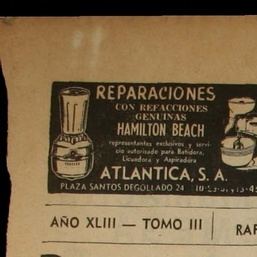 REPARACIONES
CON REFACCIONES
GENUINAS
HAMILTON BEACH
representantes exclusivos y servi-
cio autorizado para Batidora,
Licuadora y Aspiradora
ATLANTICA, S. A.
PLAZA SANTOS DEGOLLADO 24
AÑO XLIII — TOMO III
RAF